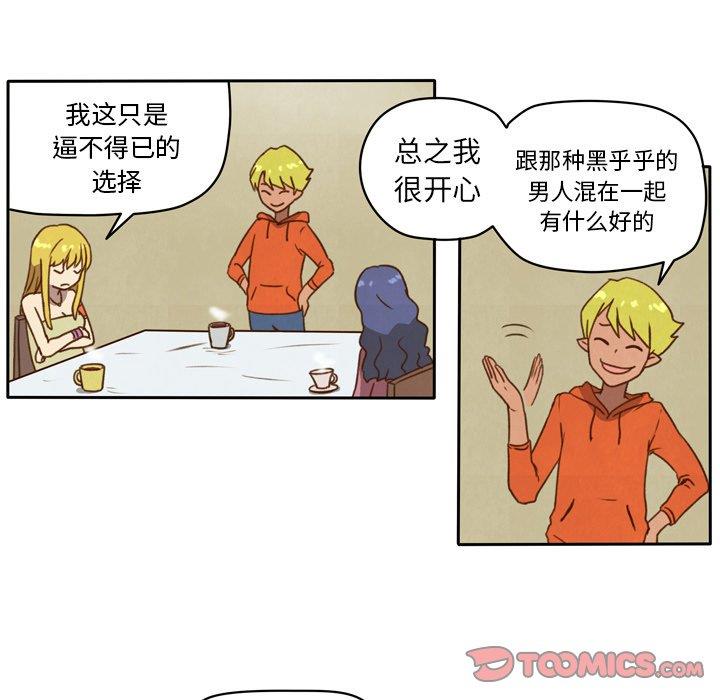 我这只是
逼不得已的
选择
总之我
很开心
跟那种黑乎乎的
男人混在一起
有什么好的
TOOMICS.COM